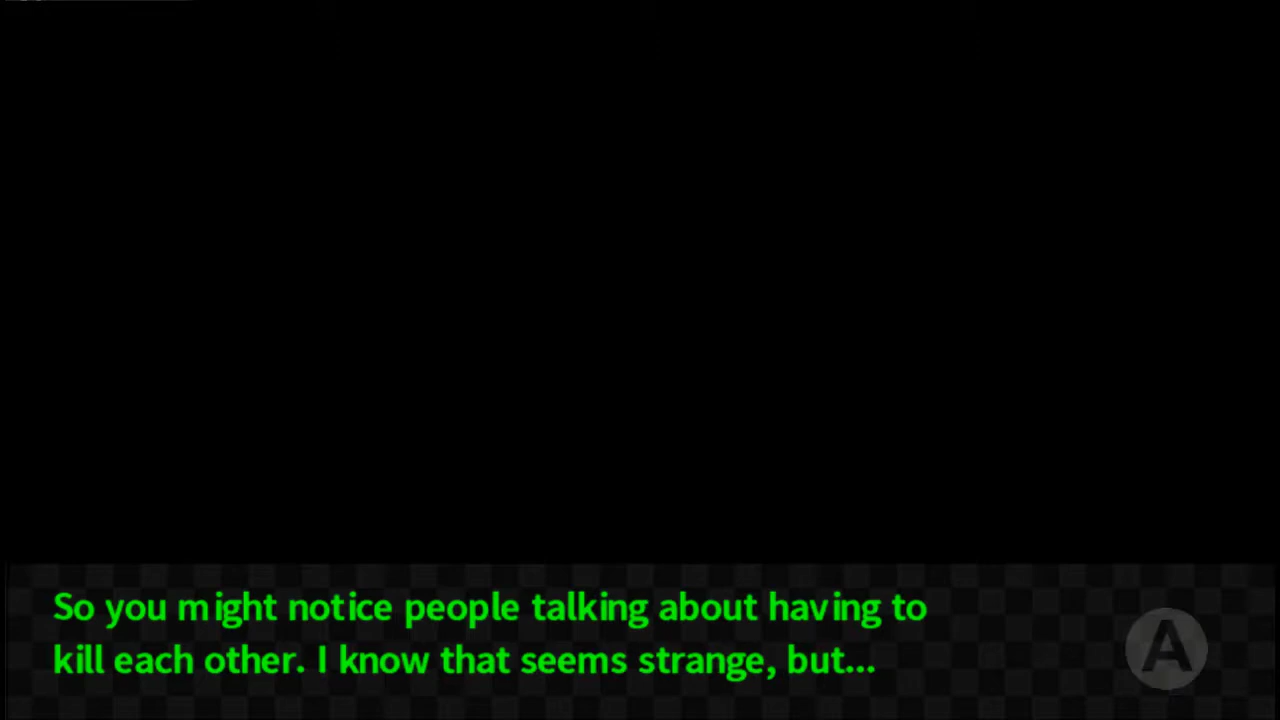 So you might notice people talking about having to
kill each other. I know that seems strange, but...
A